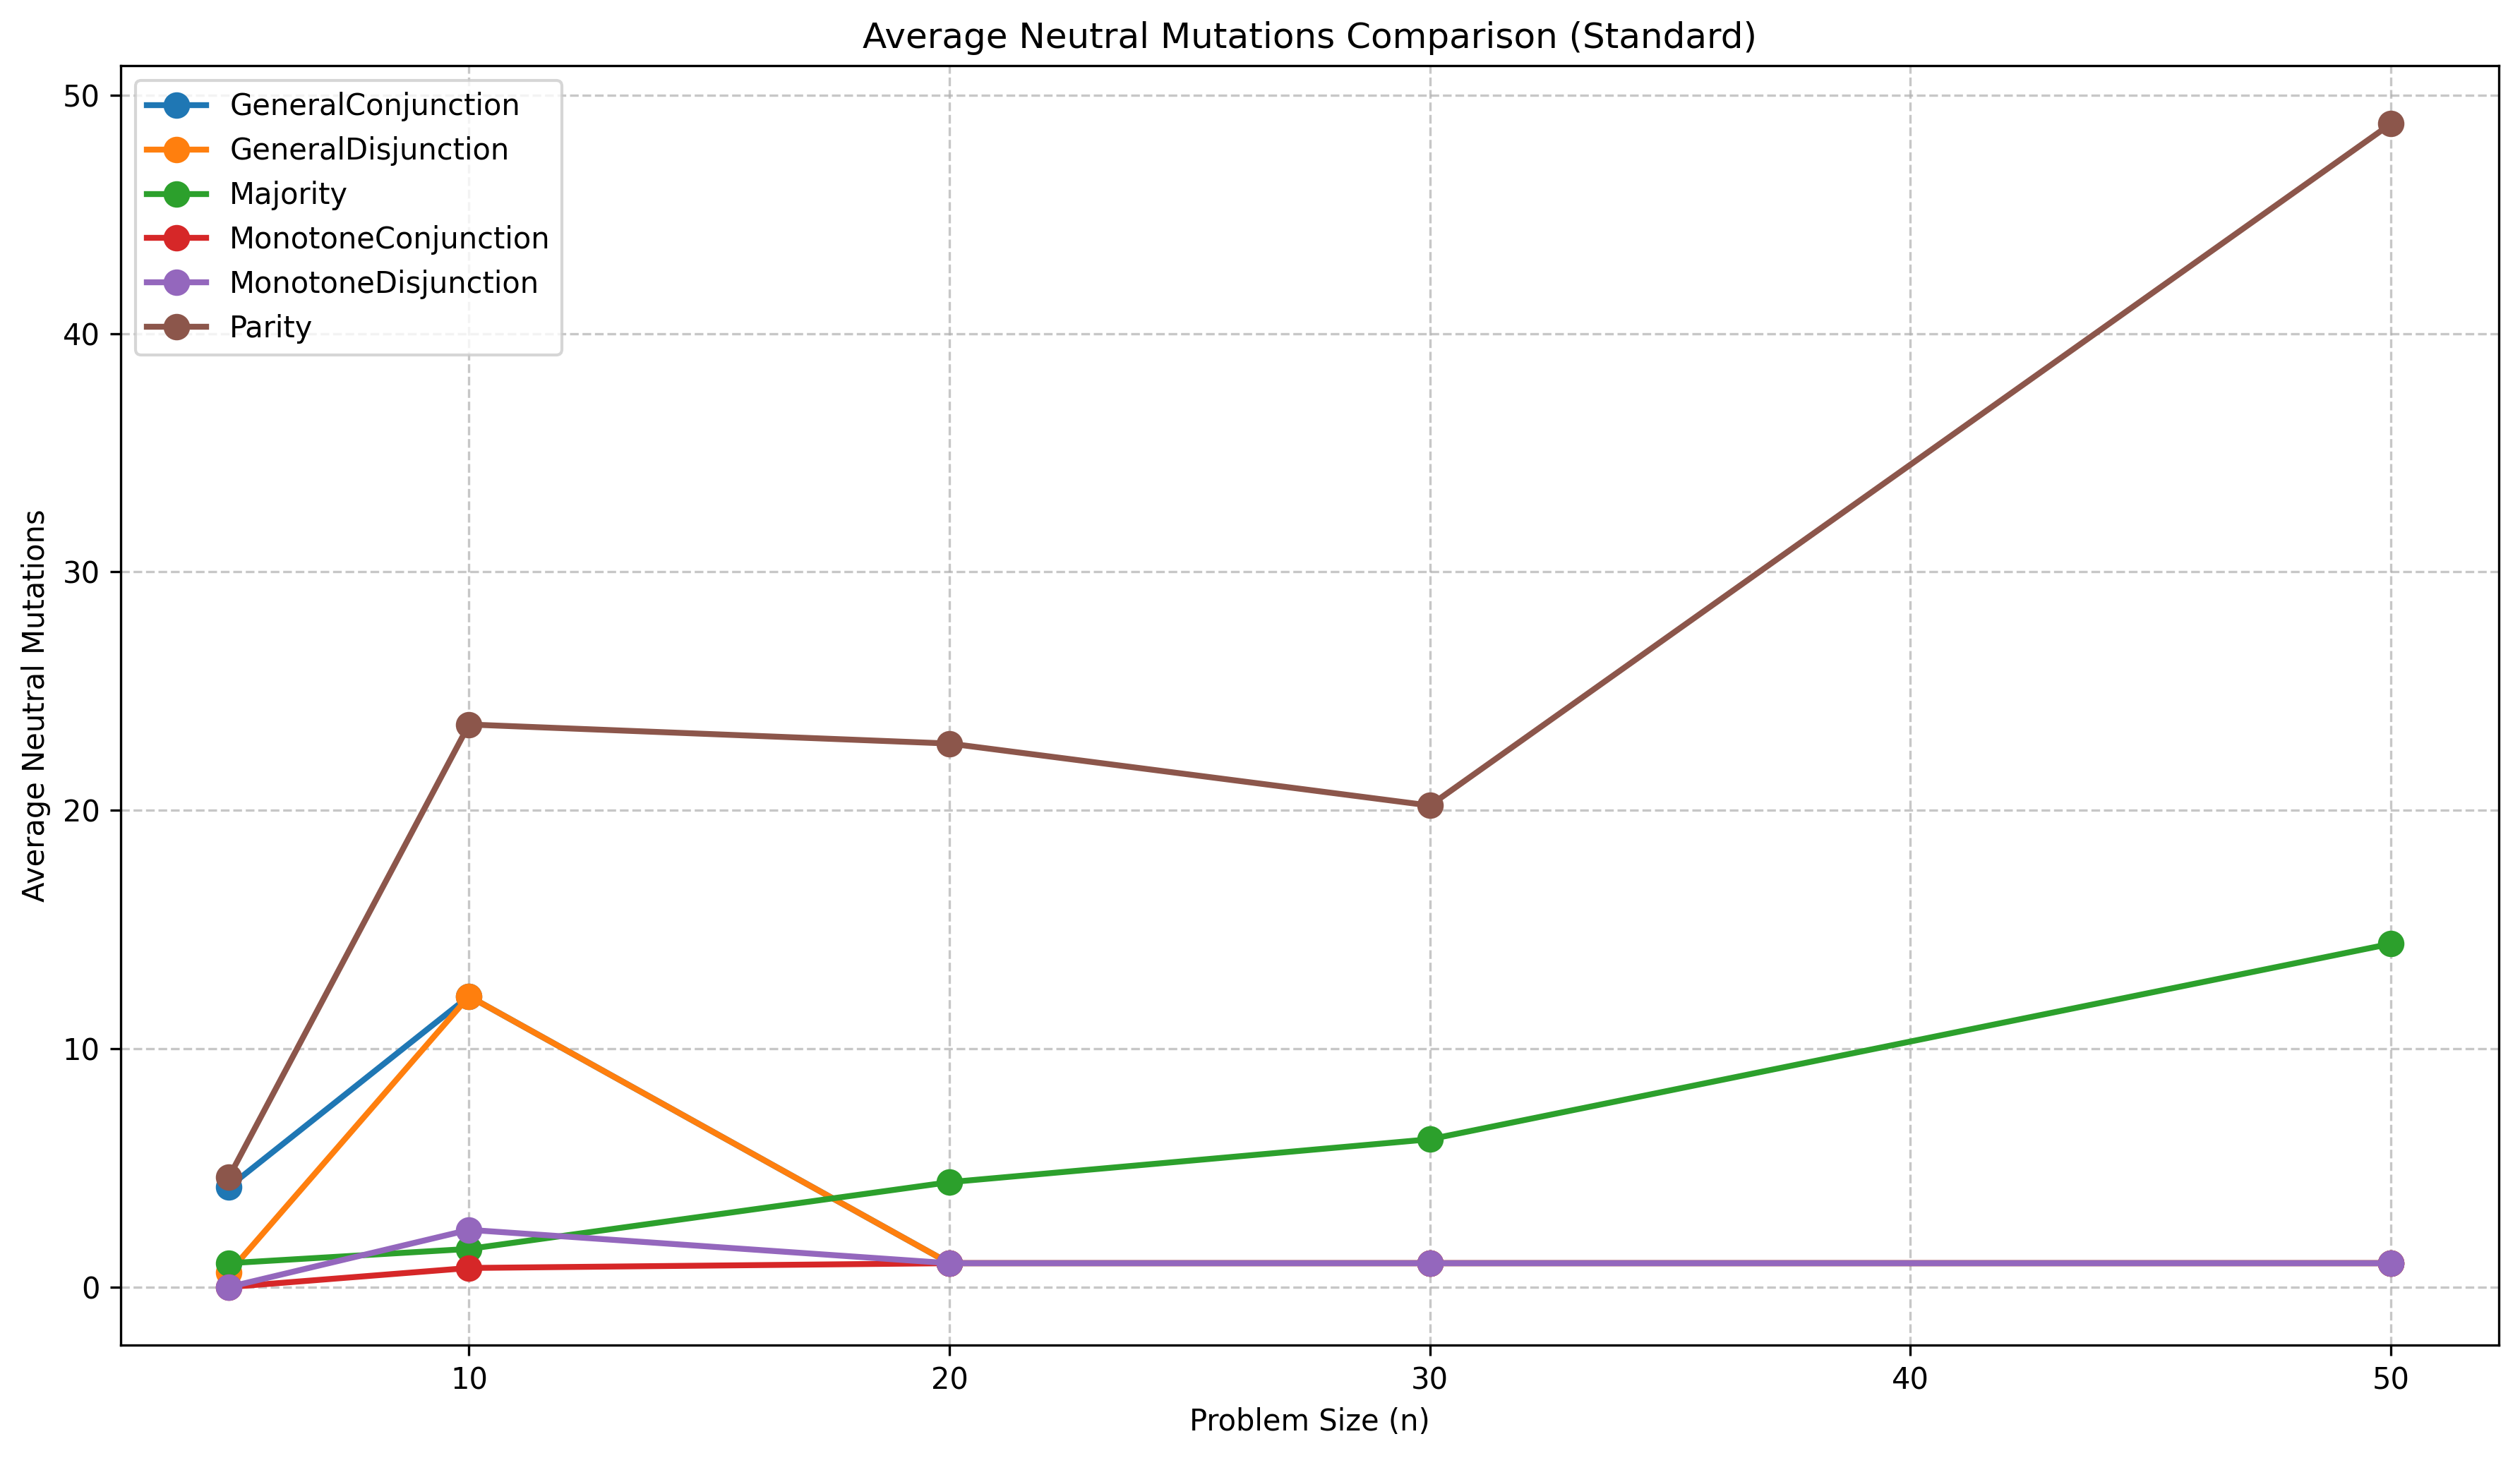 Average Neutral Mutations Comparison (Standard)
GeneralConjunction
GeneralDisjunction
Majority
MonotoneConjunction
MonotoneDisjunction
Parity
Average Neutral Mutations
50
40
30
20
10
0
10 20 30 40 50
Problem Size (n)